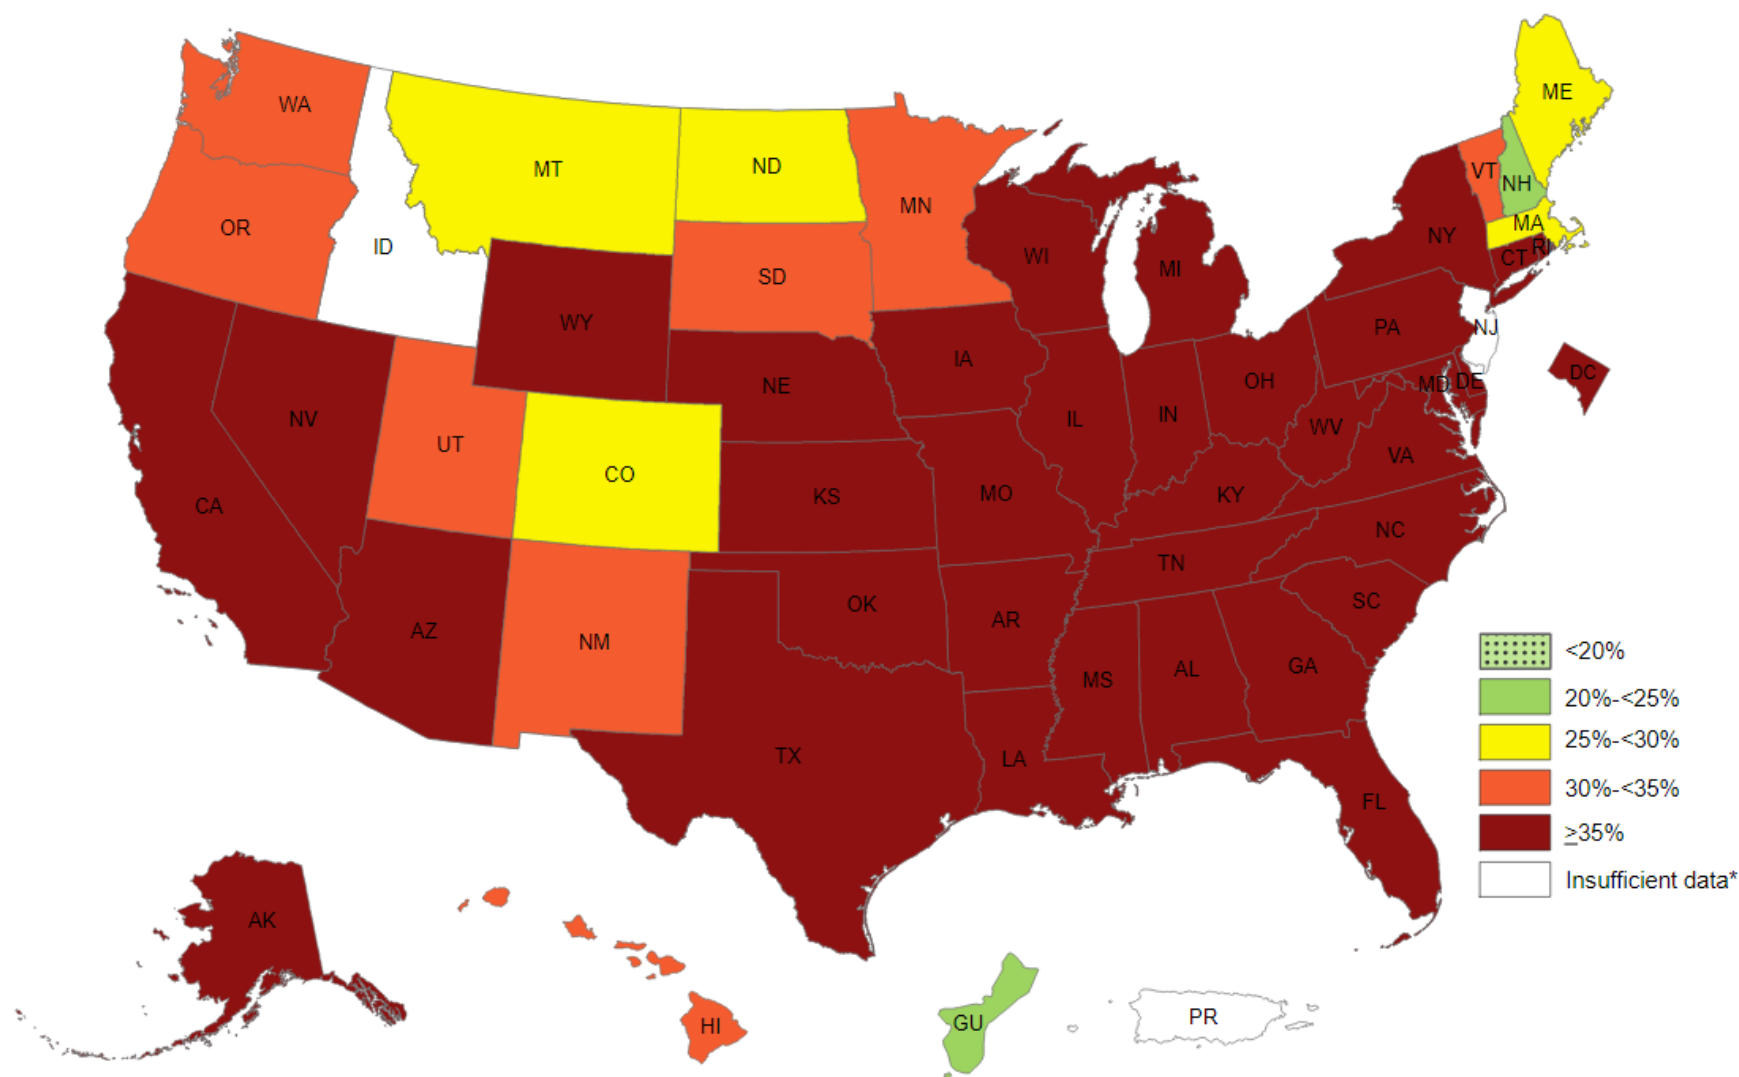 ME
WA
MT
ND
VT
NH
MN
MA
OR
NY
RI
ID
WI
CT
MI
SD
WY
PA
NJ
IA
DC
NE
OH
MD
DE
NV
IL
IN
WV
UT
VA
CO
MO
KY
KS
CA
NC
TN
OK
SC
AR
AZ
NM
<20%
GA
AL
MS
20%-<25%
25%-<30%
TX
LA
30%-<35%
FL
≥35%
Insufficient data*
AK
PR
GU
HI